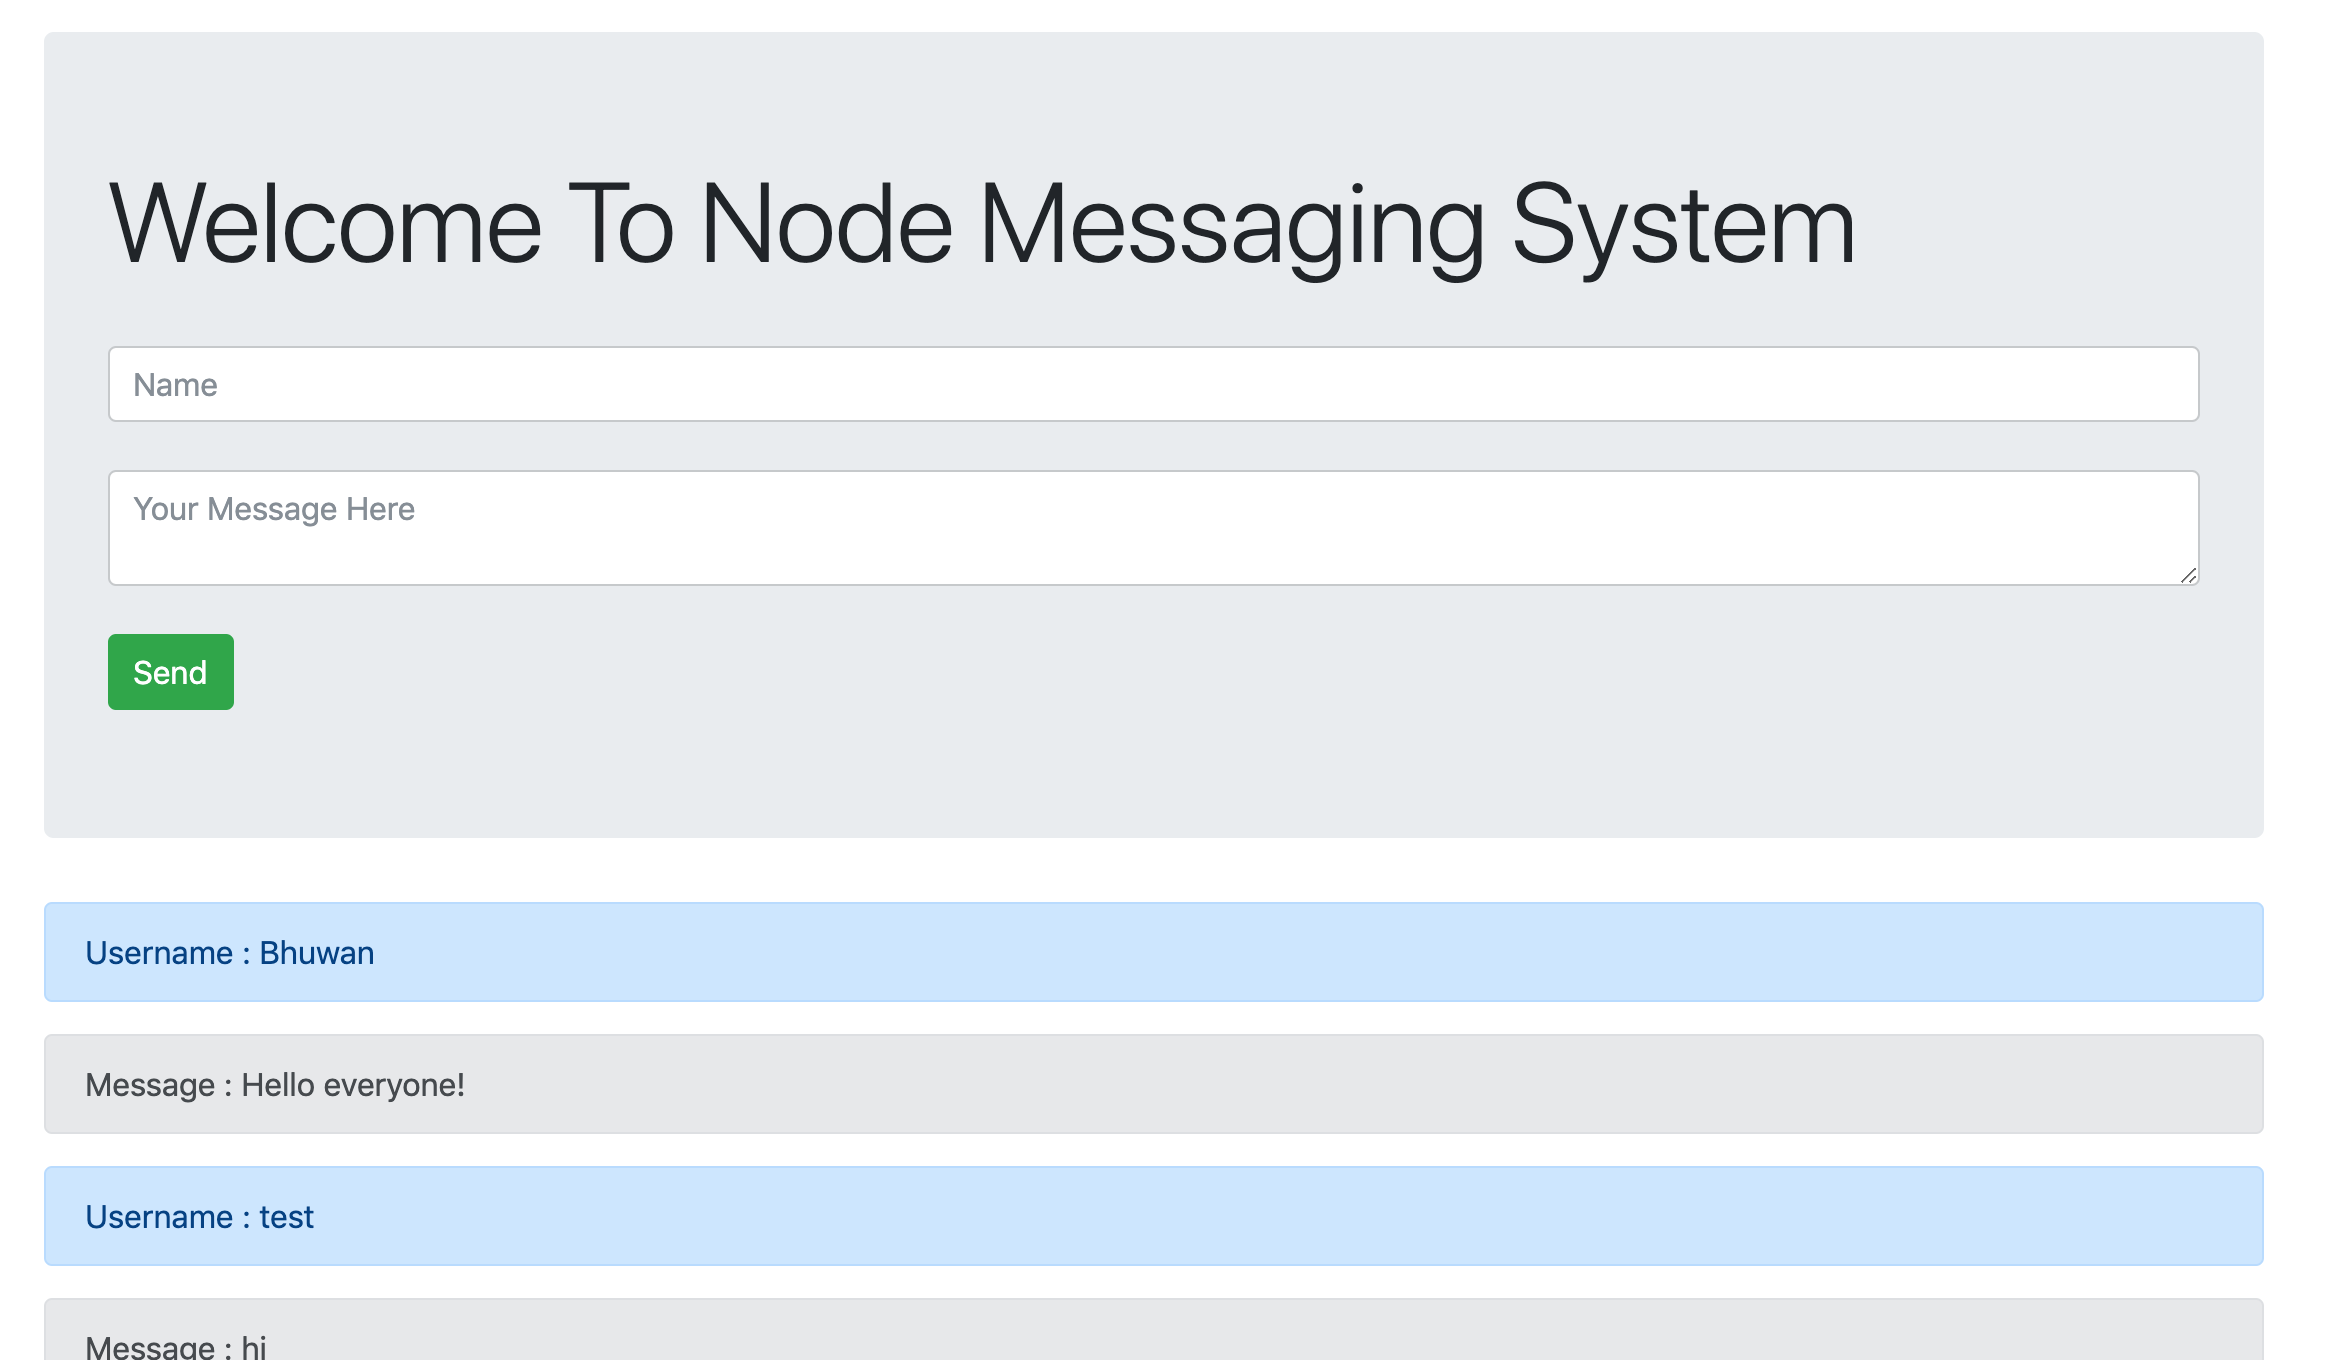 Welcome To Node Messaging System
Name
Your Message Here
Send
Username : Bhuwan
Message : Hello everyone!
Username : test
Message : hi